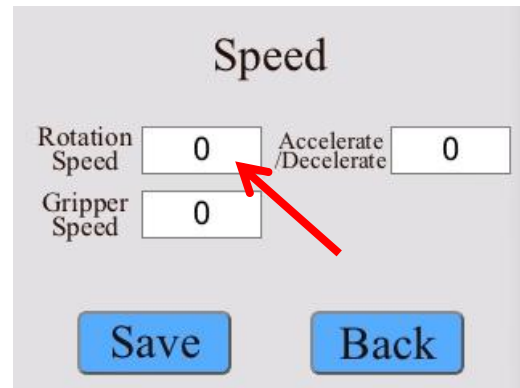 Speed
Rotation
Speed
0
Accelerate
/Decelerate
0
Gripper
Speed
0
Save
Back